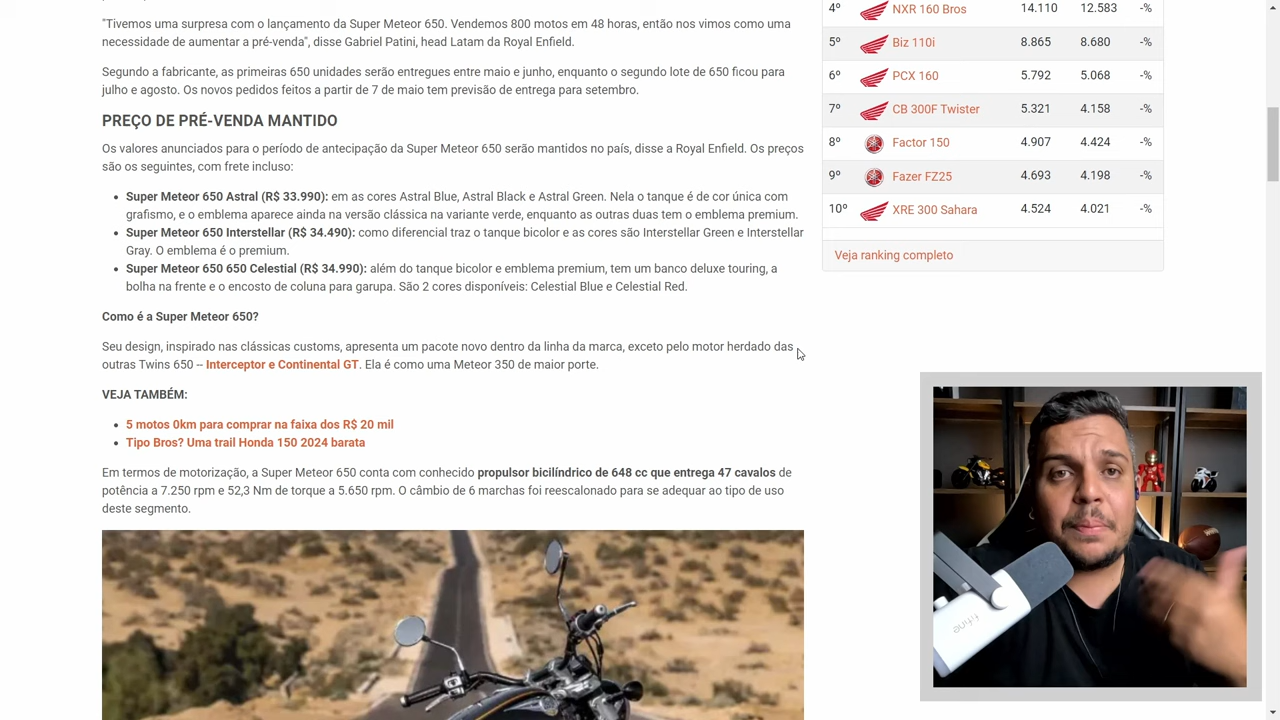 "Tivemos uma surpresa com o lançamento da Super Meteor 650. Vendemos 800 motos em 48 horas, então nos vimos como uma
necessidade de aumentar a pré-venda", disse Gabriel Patini, head Latam da Royal Enfield.
Segundo a fabricante, as primeiras 650 unidades serão entregues entre maio e junho, enquanto o segundo lote de 650 ficou para
julho e agosto. Os novos pedidos feitos a partir de 7 de maio tem previsão de entrega para setembro.
PREÇO DE PRÉ-VENDA MANTIDO
Os valores anunciados para o período de antecipação da Super Meteor 650 serão mantidos no país, disse a Royal Enfield. Os preços
são os seguintes, com frete incluso:
Super Meteor 650 Astral (R$ 33.990): em as cores Astral Blue, Astral Black e Astral Green. Nela o tanque é de cor única com
grafismo, e o emblema aparece ainda na versão clássica na variante verde, enquanto as outras duas tem o emblema premium.
Super Meteor 650 Interstellar (R$ 34.490): como diferencial traz o tanque bicolor e as cores são Interstellar Green e Interstellar
Gray. O emblema é o premium.
Super Meteor 650 650 Celestial (R$ 34.990): além do tanque bicolor e emblema premium, tem um banco deluxe touring, a
bolha na frente e o encosto de coluna para garupa. São 2 cores disponíveis: Celestial Blue e Celestial Red.
Como é a Super Meteor 650?
Seu design, inspirado nas clássicas customs, apresenta um pacote novo dentro da linha da marca, exceto pelo motor herdado das
outras Twins 650 -- Interceptor e Continental GT. Ela é como uma Meteor 350 de maior porte.
VEJA TAMBÉM:
5 motos 0km para comprar na faixa dos R$ 20 mil
Tipo Bros? Uma trail Honda 150 2024 barata
Em termos de motorização, a Super Meteor 650 conta com conhecido propulsor bicilíndrico de 648 cc que entrega 47 cavalos de
potência a 7.250 rpm e 52,3 Nm de torque a 5.650 rpm. O câmbio de 6 marchas foi reescalonado para se adequar ao tipo de uso
deste segmento.
4º NXR 160 Bros 14.110 12.583 -%
5º Biz 110i 8.865 8.680 -%
6º PCX 160 5.792 5.068 -%
7º CB 300F Twister 5.321 4.158 -%
8º Factor 150 4.907 4.424 -%
9º Fazer FZ25 4.693 4.198 -%
10º XRE 300 Sahara 4.524 4.021 -%
Veja ranking completo
fifine